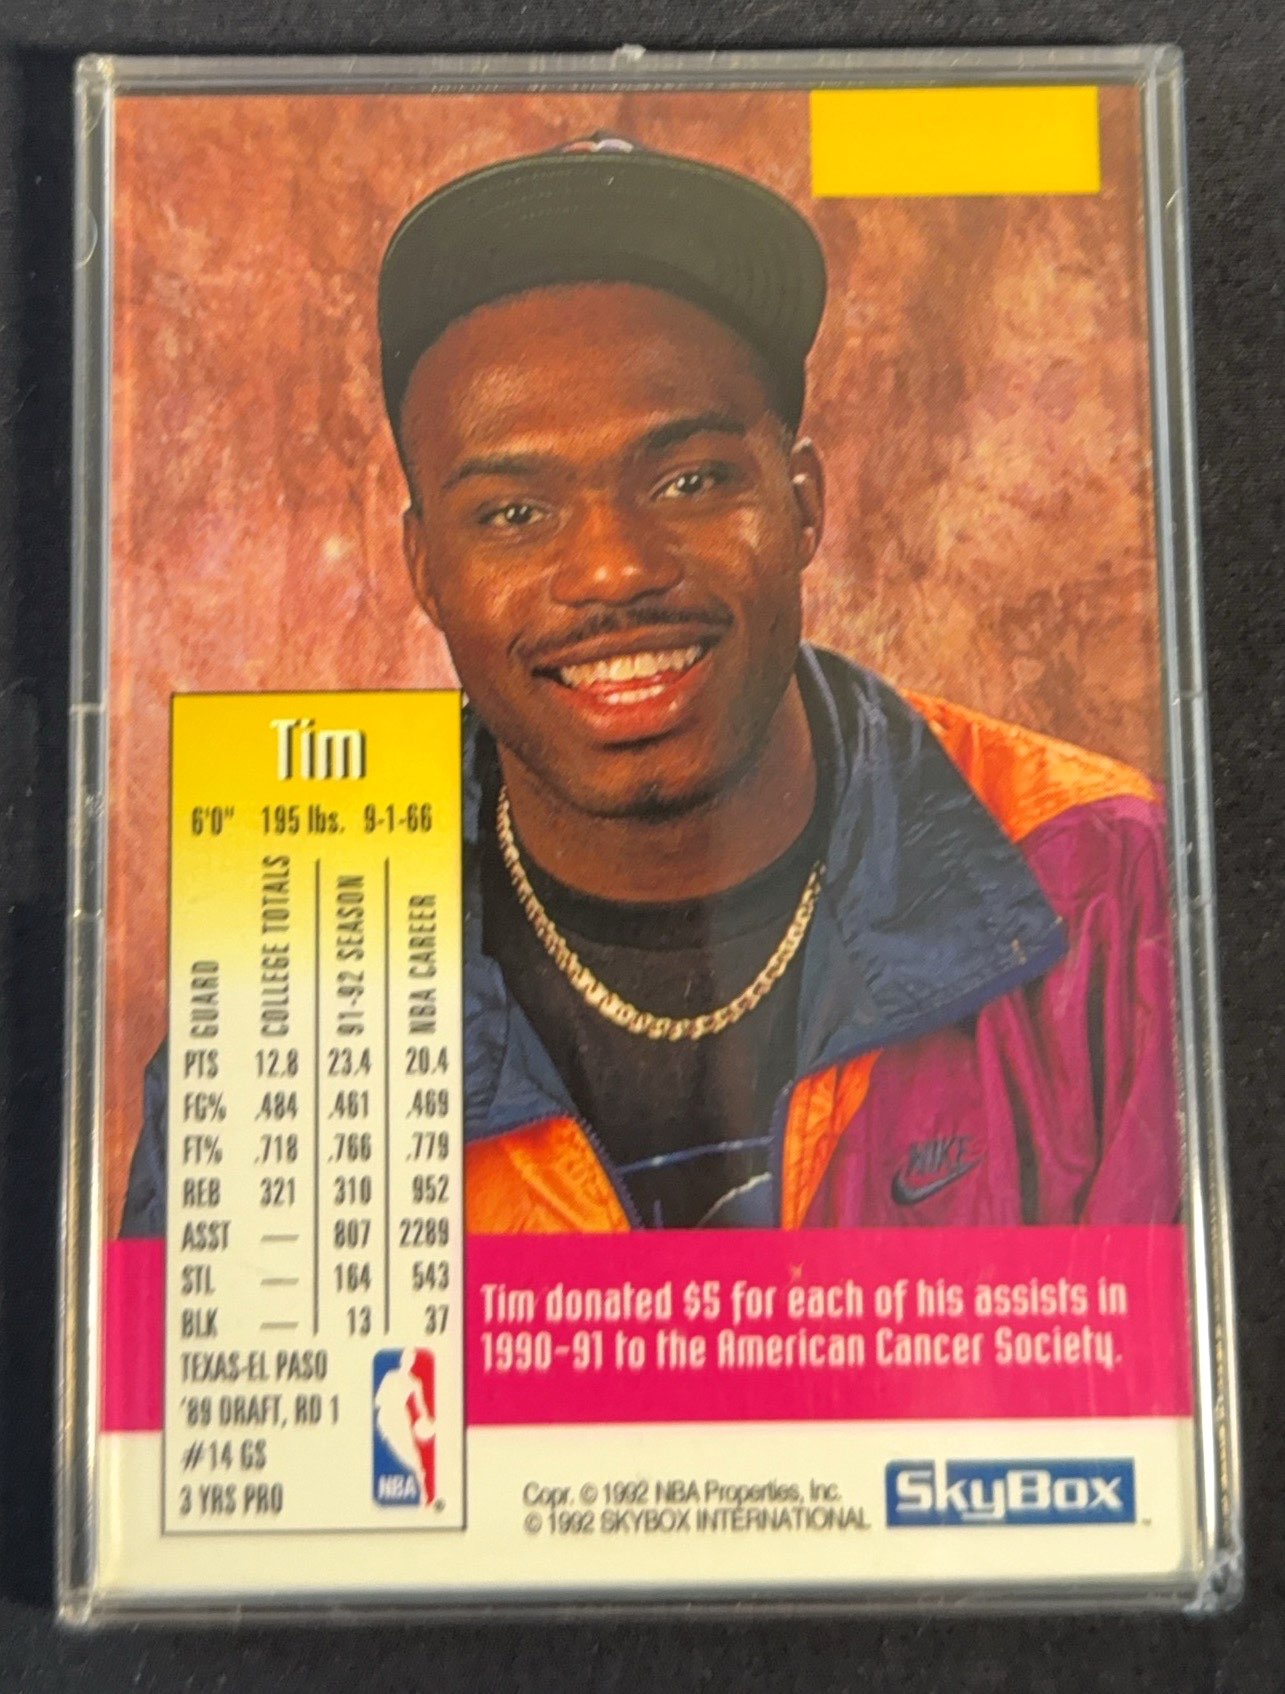 Tim
6'0" 195 lbs. 9-1-66
GUARD COLLEGE TOTALS 91-92 SEASON NBA CAREER
PTS 12.8 23.4 20.4
FG% .484 .461 .469
FT% .718 .766 .779
REB 321 310 952
ASST — 807 2289
STL — 164 543
BLK — 13 37
TEXAS-EL PASO
'89 DRAFT, RD 1
#14 GS
3 YRS PRO
NBA
NIKE
Tim donated $5 for each of his assists in
1990-91 to the American Cancer Society.
Copr. © 1992 NBA Properties, Inc.
© 1992 SKYBOX INTERNATIONAL
SkyBox